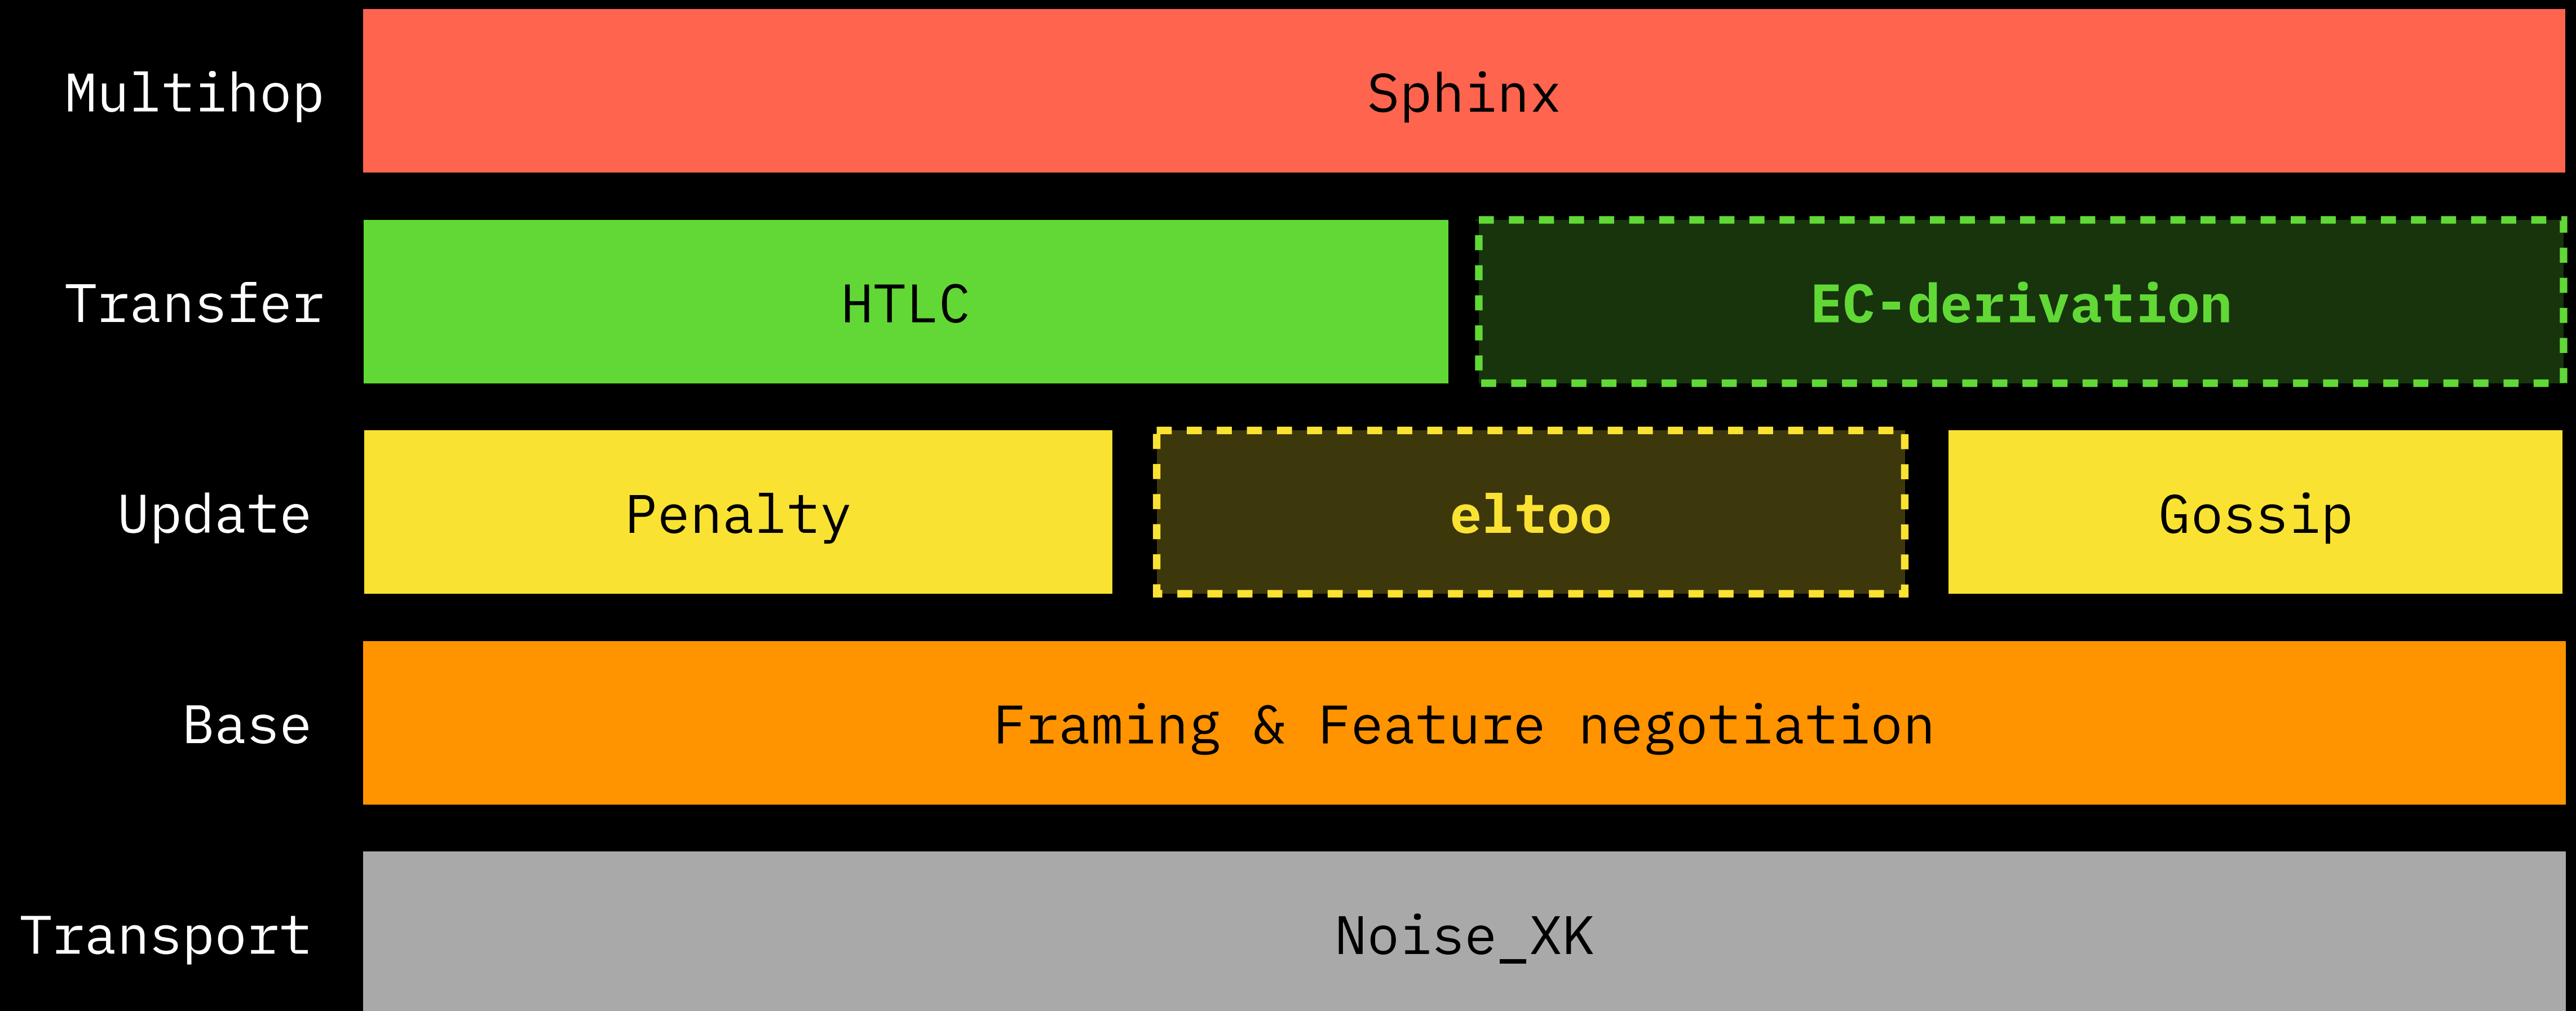 Multihop
Sphinx
Transfer
HTLC
EC-derivation
Update
Penalty
eltoo
Gossip
Base
Framing & Feature negotiation
Transport
Noise_XK